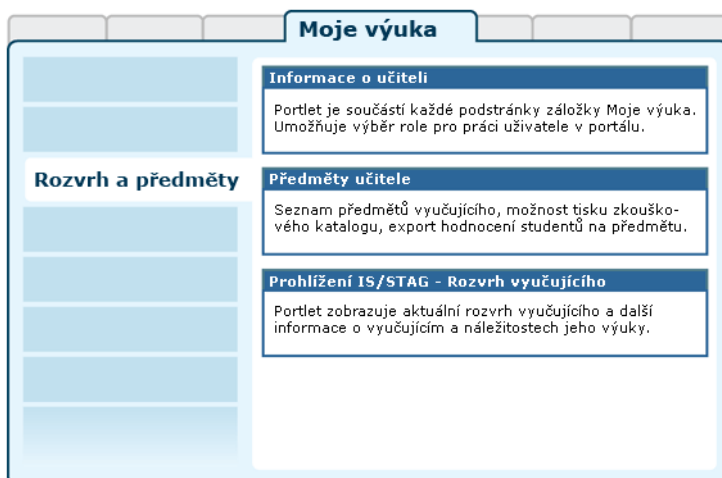 Moje výuka
Rozvrh a předměty
Informace o učiteli
Portlet je součástí každé podstránky záložky Moje výuka.
Umožňuje výběr role pro práci uživatele v portálu.
Předměty učitele
Seznam předmětů vyučujícího, možnost tisku zkouško-
vého katalogu, export hodnocení studentů na předmětu.
Prohlížení IS/STAG - Rozvrh vyučujícího
Portlet zobrazuje aktuální rozvrh vyučujícího a další
informace o vyučujícím a náležitostech jeho výuky.